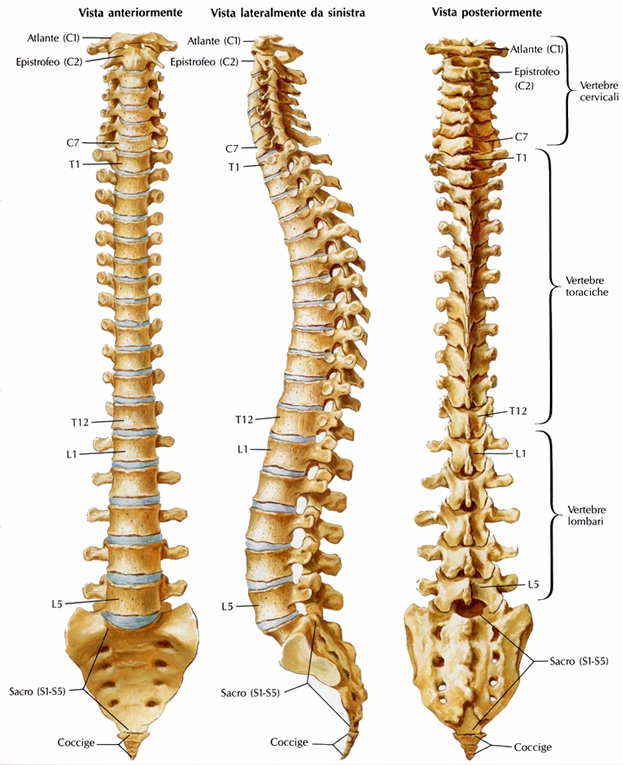 Vista anteriormente
Atlante (C1)
Epistrofeo (C2)
C7
T1
T12
L1
L5
Sacro (S1-S5)
Coccige
Vista lateralmente da sinistra
Atlante (C1)
Epistrofeo (C2)
C7
T1
T12
L1
L5
Sacro (S1-S5)
Coccige
Vista posteriormente
Atlante (C1)
Epistrofeo
(C2)
C7
T1
T12
L1
L5
Sacro (S1-S5)
Coccige
Vertebre
cervicali
Vertebre
toraciche
Vertebre
lombari